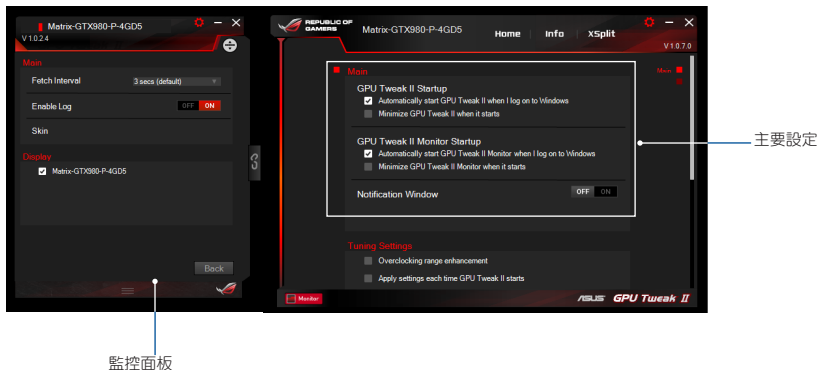 Matrix-GTX980-P-4GD5
V 1.0.2.4
Main
Fetch Interval
3 secs (default)
Enable Log
OFF ON
Skin
Display
Matrix-GTX980-P-4GD5
Back
REPUBLIC OF
GAMERS
Matrix-GTX980-P-4GD5
Home
Info
XSplit
V 1.0.7.0
Main
Main
GPU Tweak II Startup
Automatically start GPU Tweak II when I log on to Windows
Minimize GPU Tweak II when it starts
GPU Tweak II Monitor Startup
Automatically start GPU Tweak II Monitor when I log on to Windows
Minimize GPU Tweak II Monitor when it starts
Notification Window
OFF ON
Tuning Settings
Overclocking range enhancement
Apply settings each time GPU Tweak II starts
Monitor
ASUS GPU Tweak II
主要設定
監控面板